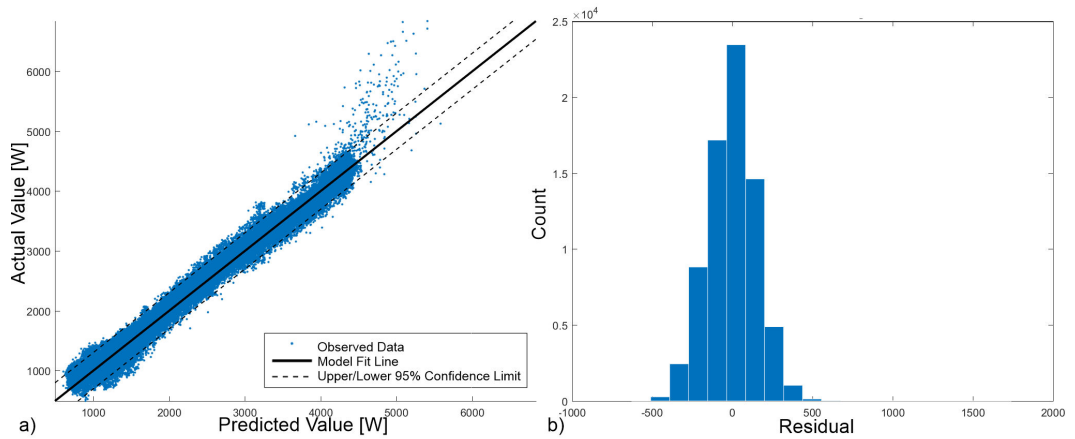 Actual Value [W]
6000
5000
4000
3000
2000
1000
1000
2000
3000
4000
5000
6000
Predicted Value [W]
Observed Data
Model Fit Line
Upper/Lower 95% Confidence Limit
a)
×10⁴
Count
2.5
2
1.5
1
0.5
0
-1000
-500
0
500
1000
1500
2000
Residual
b)